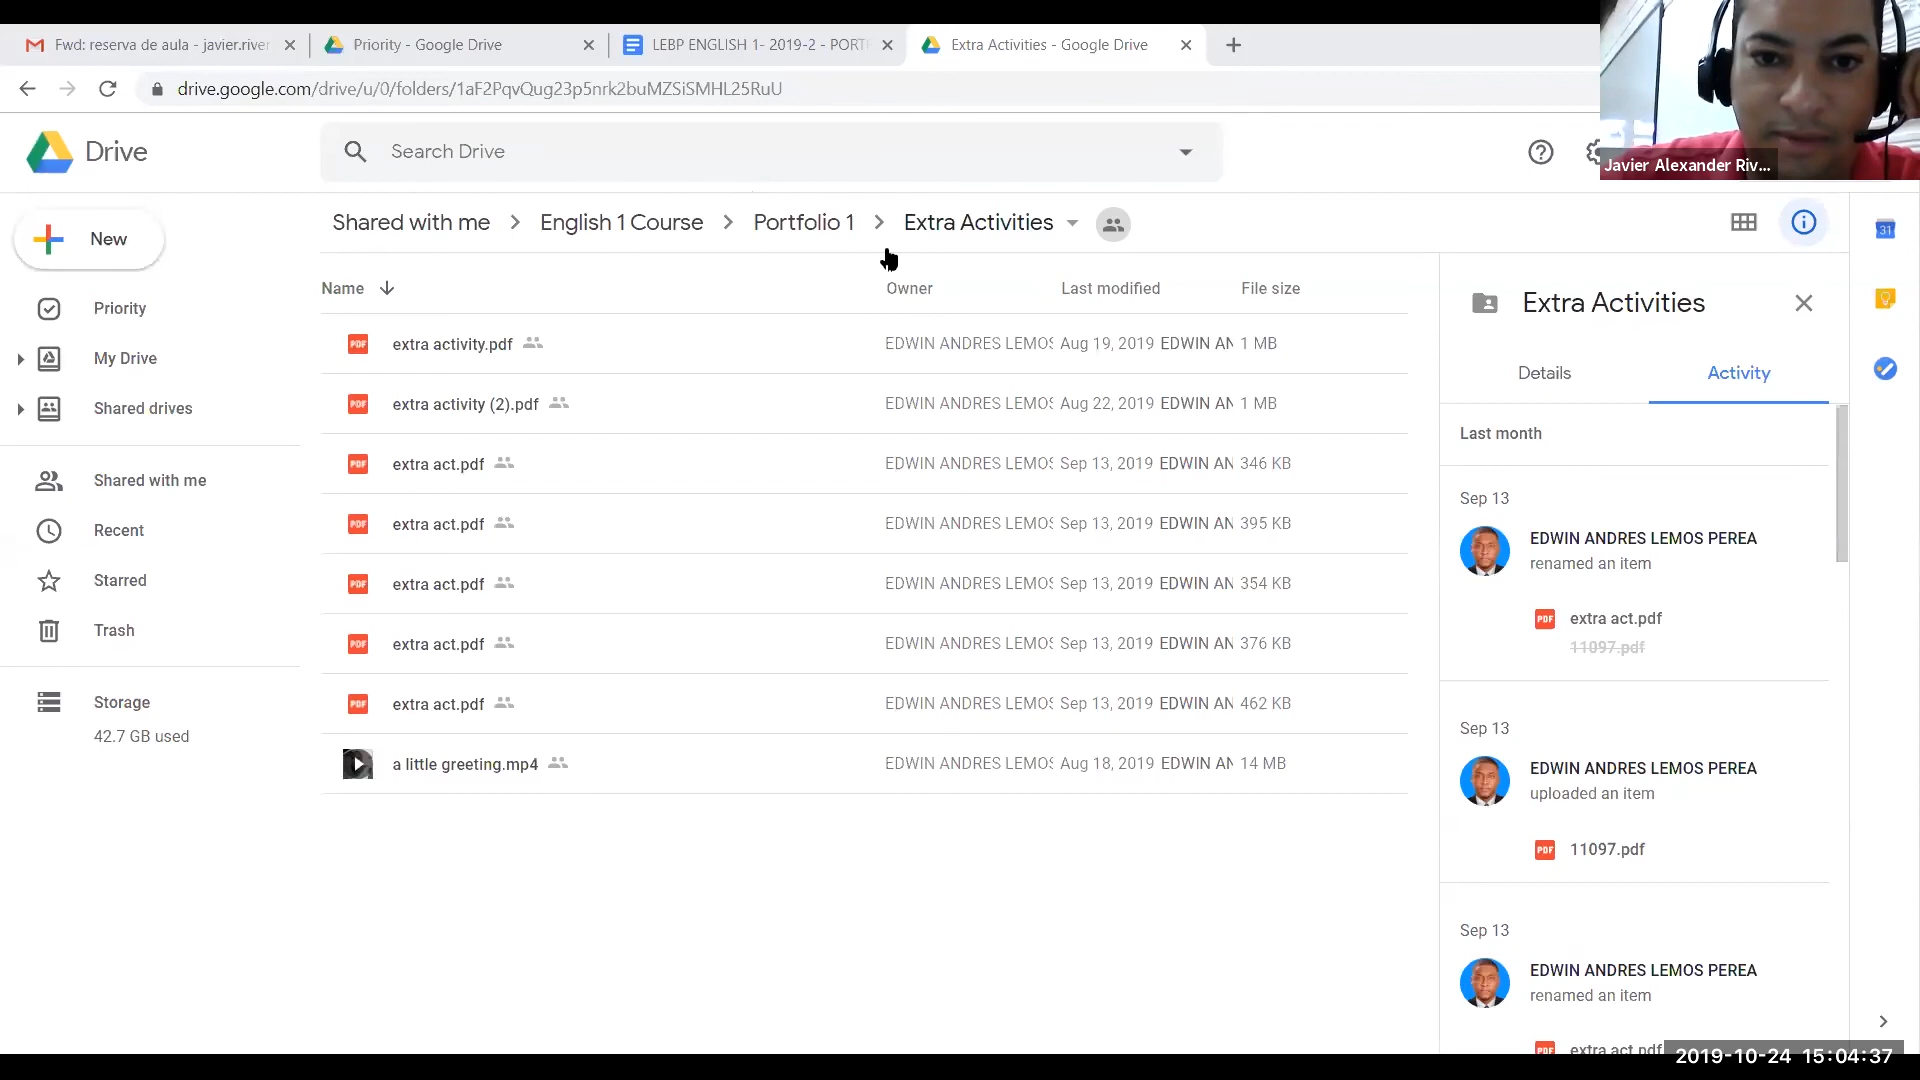 Fwd: reserva de aula - javier.river
Priority - Google Drive
LEBP ENGLISH 1- 2019-2 - PORT
Extra Activities - Google Drive
drive.google.com/drive/u/0/folders/1aF2PqvQug23p5nrk2buMZSiSMHL25RuU
Javier Alexander Riv...
Drive
Search Drive
New
Shared with me > English 1 Course > Portfolio 1 > Extra Activities
31
Priority
My Drive
Shared drives
Shared with me
Recent
Starred
Trash
Storage
42.7 GB used
Name Owner Last modified File size
PDF extra activity.pdf EDWIN ANDRES LEMOS Aug 19, 2019 EDWIN AN 1 MB
PDF extra activity (2).pdf EDWIN ANDRES LEMOS Aug 22, 2019 EDWIN AN 1 MB
PDF extra act.pdf EDWIN ANDRES LEMOS Sep 13, 2019 EDWIN AN 346 KB
PDF extra act.pdf EDWIN ANDRES LEMOS Sep 13, 2019 EDWIN AN 395 KB
PDF extra act.pdf EDWIN ANDRES LEMOS Sep 13, 2019 EDWIN AN 354 KB
PDF extra act.pdf EDWIN ANDRES LEMOS Sep 13, 2019 EDWIN AN 376 KB
PDF extra act.pdf EDWIN ANDRES LEMOS Sep 13, 2019 EDWIN AN 462 KB
a little greeting.mp4 EDWIN ANDRES LEMOS Aug 18, 2019 EDWIN AN 14 MB
Extra Activities
Details
Activity
Last month
Sep 13
EDWIN ANDRES LEMOS PEREA
renamed an item
PDF extra act.pdf
11097.pdf
Sep 13
EDWIN ANDRES LEMOS PEREA
uploaded an item
PDF 11097.pdf
Sep 13
EDWIN ANDRES LEMOS PEREA
renamed an item
PDF extra act.pdf
2019-10-24 15:04:37